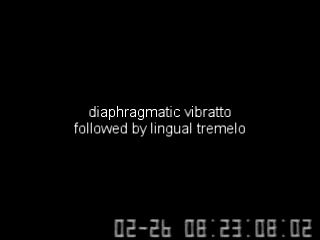 diaphragmatic vibratto
followed by lingual tremelo
02-26 08:23:08:02